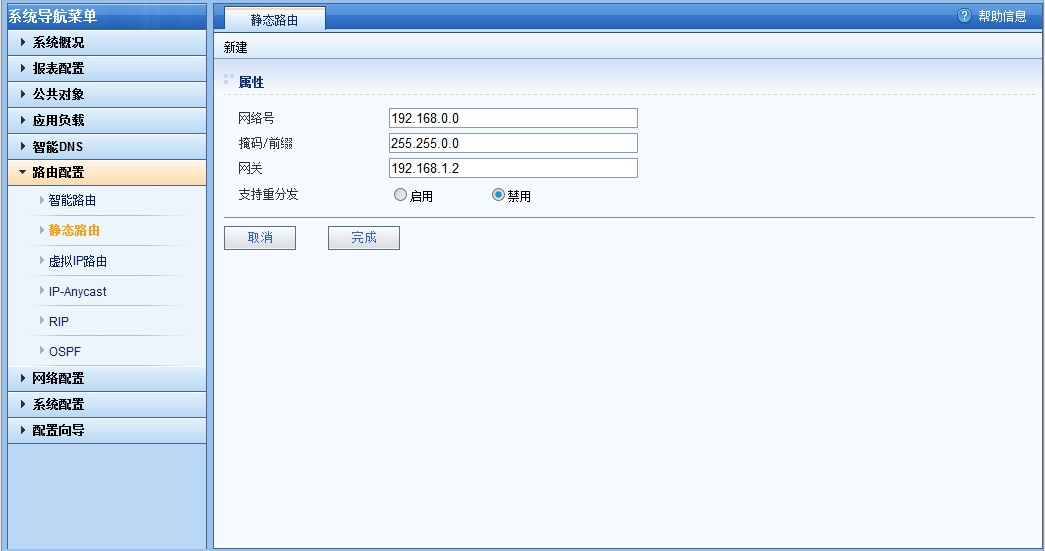 系统导航菜单
系统概况
报表配置
公共对象
应用负载
智能DNS
路由配置
智能路由
静态路由
虚拟IP路由
IP-Anycast
RIP
OSPF
网络配置
系统配置
配置向导
静态路由
? 帮助信息
新建
属性
网络号 192.168.0.0
掩码/前缀 255.255.0.0
网关 192.168.1.2
支持重分发 启用 禁用
取消 完成